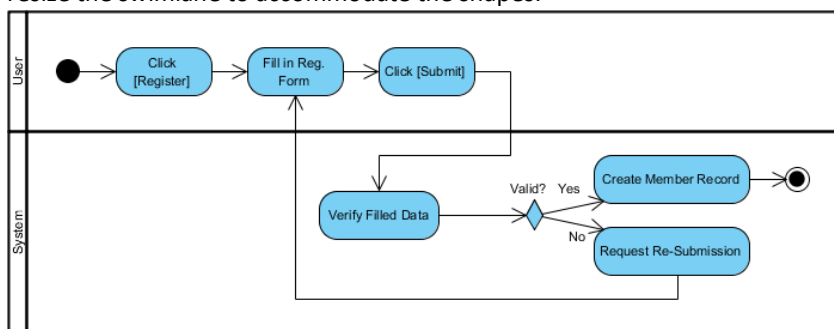 resize the swimlane to accommodate the shapes.
User
Click
[Register]
Fill in Reg.
Form
Click [Submit]
System
Verify Filled Data
Valid?
Yes
No
Create Member Record
Request Re-Submission